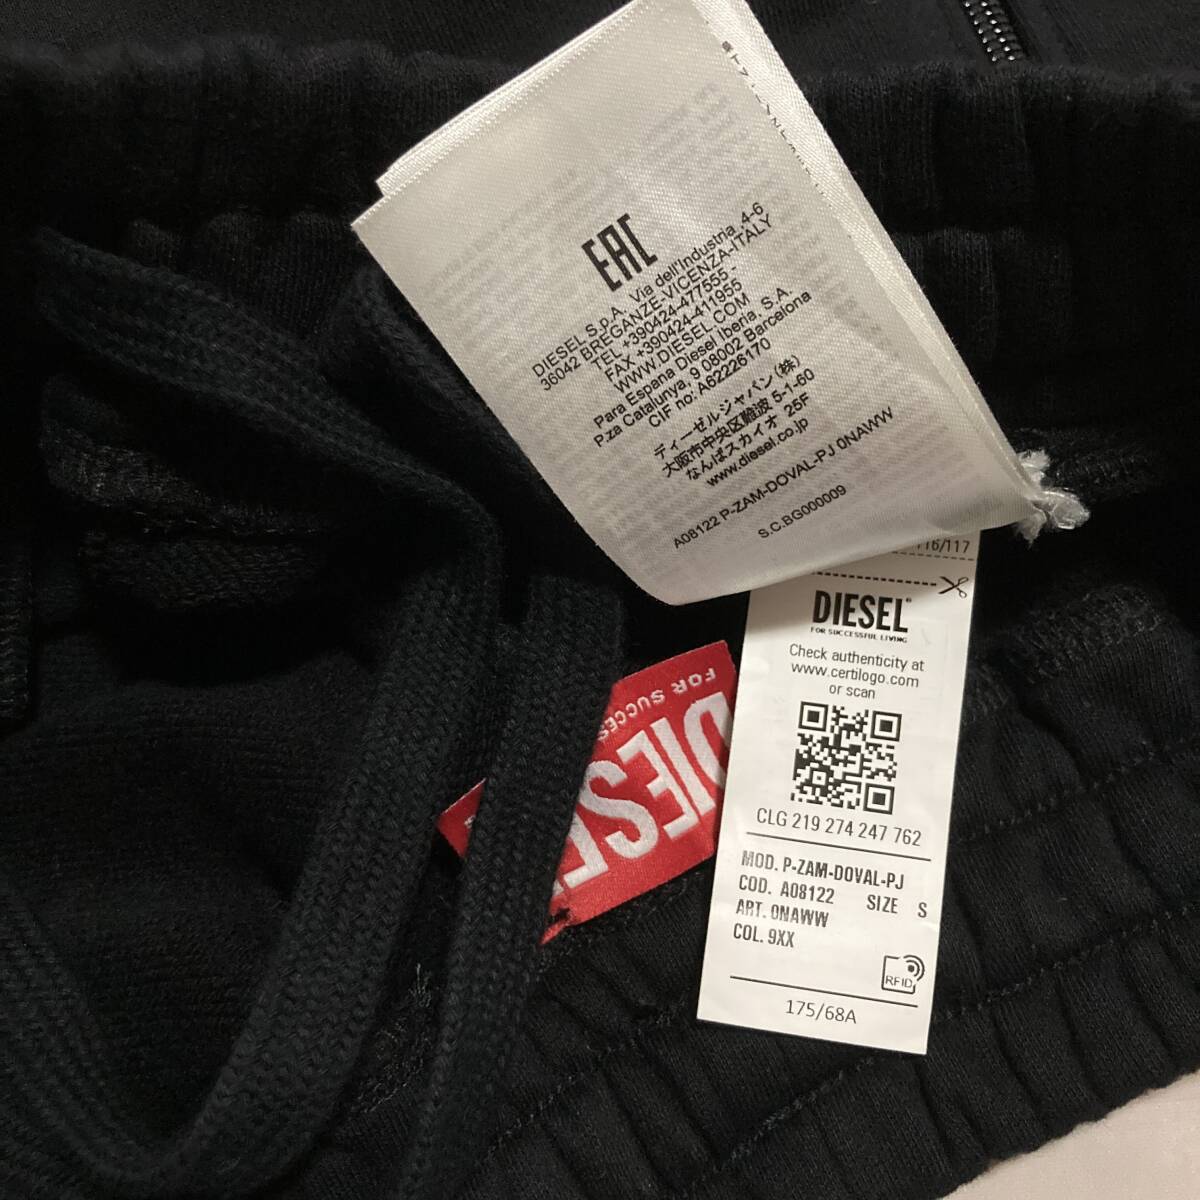 EAC
DIESEL S.p.A. Via dell'Industria, 4-6
36042 BREGANZE-VICENZA-ITALY
TEL +390424-477555 -
FAX +390424-411955
WWW.DIESEL.COM
Para Espana Diesel Iberia, S.A.
P.za Catalunya, 9 08002 Barcelona
CIF no: A62226170
ディーゼルジャパン(株)
大阪市中央区難波 5-1-60
なんばスカイオ 25F
www.diesel.co.jp
A08122 P-ZAM-DOVAL-PJ 0NAWW
S.C.BG000009
116/117
DIESEL®
FOR SUCCESSFUL LIVING
Check authenticity at
www.certilogo.com
or scan
CLG 219 274 247 762
MOD. P-ZAM-DOVAL-PJ
COD. A08122 SIZE S
ART. 0NAWW
COL. 9XX
RFID
175/68A
FOR
DIESEL